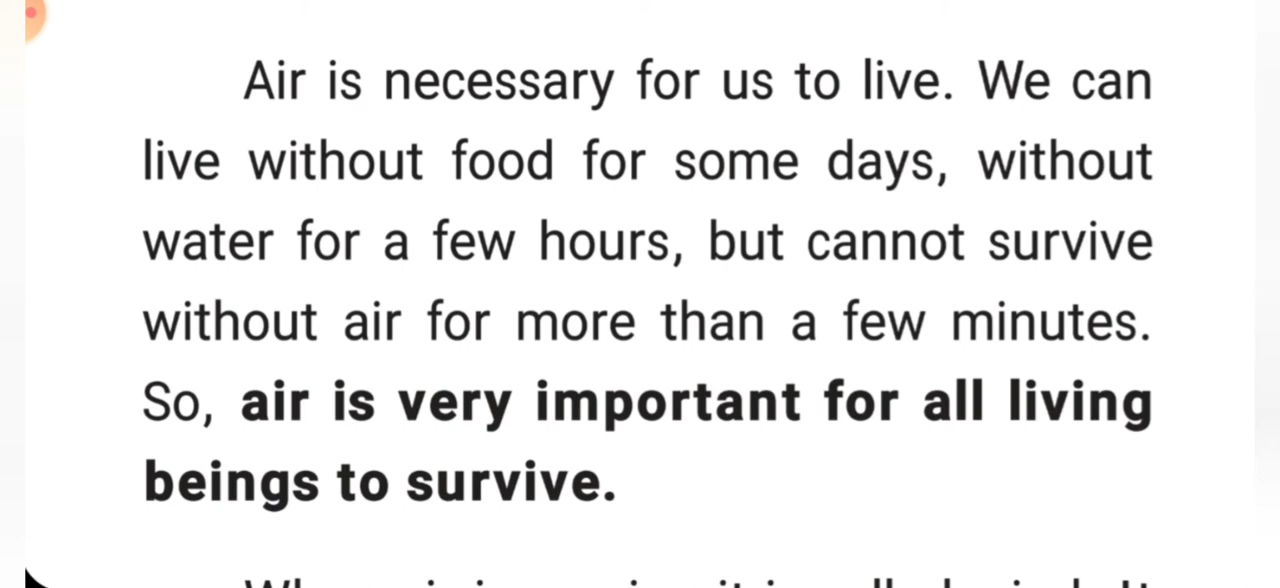 Air is necessary for us to live. We can
live without food for some days, without
water for a few hours, but cannot survive
without air for more than a few minutes.
So, air is very important for all living
beings to survive.